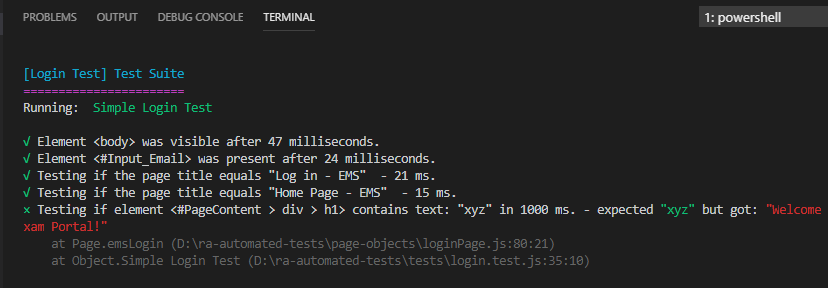 PROBLEMS OUTPUT DEBUG CONSOLE TERMINAL 1: powershell
[Login Test] Test Suite
=======================
Running: Simple Login Test
√ Element <body> was visible after 47 milliseconds.
√ Element <#Input_Email> was present after 24 milliseconds.
√ Testing if the page title equals "Log in - EMS" - 21 ms.
√ Testing if the page title equals "Home Page - EMS" - 15 ms.
× Testing if element <#PageContent > div > h1> contains text: "xyz" in 1000 ms. - expected "xyz" but got: "Welcome
xam Portal!"
at Page.emsLogin (D:\ra-automated-tests\page-objects\loginPage.js:80:21)
at Object.Simple Login Test (D:\ra-automated-tests\tests\login.test.js:35:10)